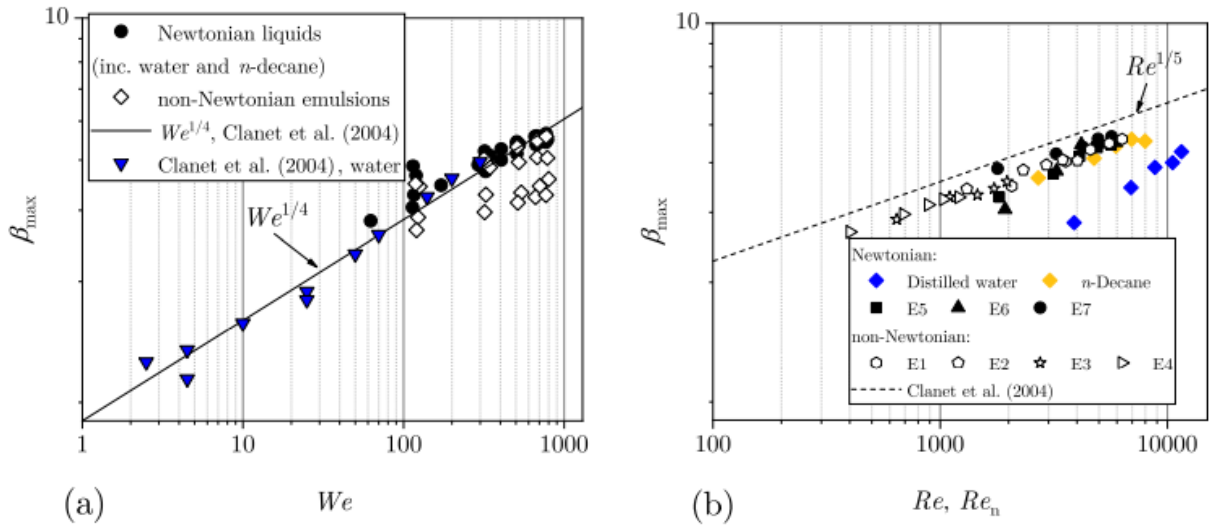 10
Newtonian liquids
(inc. water and n-decane)
non-Newtonian emulsions
We^{1/4}, Clanet et al. (2004)
Clanet et al. (2004), water
We^{1/4}
β_max
1 10 100 1000
(a) We
10
Re^{1/5}
β_max
Newtonian:
Distilled water n-Decane
E5 E6 E7
non-Newtonian:
E1 E2 E3 E4
Clanet et al. (2004)
100 1000 10000
(b) Re, Re_n